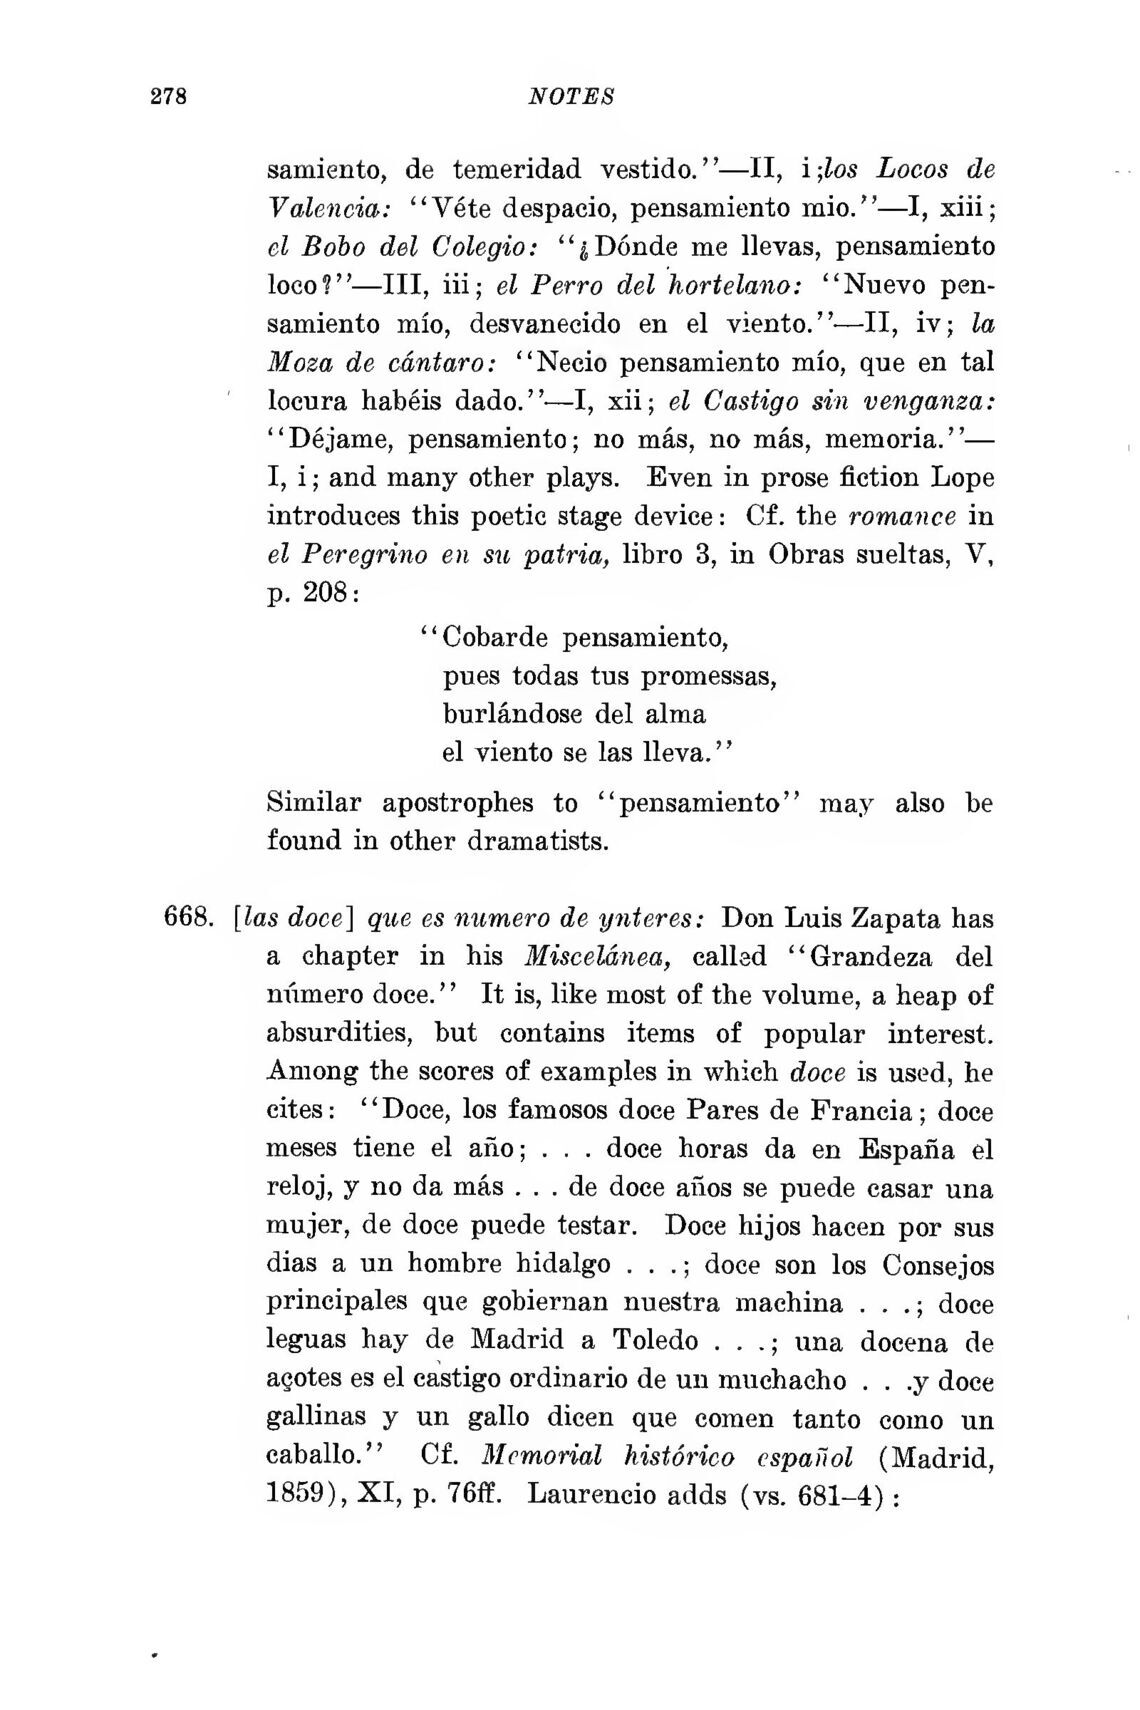 278 NOTES
samiento, de temeridad vestido.''—II, i ;los Locos de
Valencia: ''Véte despacio, pensamiento mio.''—I, xiii;
el Bobo del Colegio: ''¿Dónde me llevas, pensamiento
loco?''—III, iii; el Perro del hortelano: ''Nuevo pen-
samiento mío, desvanecido en el viento.''—II, iv; la
Moza de cántaro: ''Necio pensamiento mío, que en tal
locura habéis dado.''—I, xii; el Castigo sin venganza:
''Déjame, pensamiento; no más, no más, memoria.''—
I, i; and many other plays. Even in prose fiction Lope
introduces this poetic stage device: Cf. the romance in
el Peregrino en su patria, libro 3, in Obras sueltas, V,
p. 208:
''Cobarde pensamiento,
pues todas tus promessas,
burlándose del alma
el viento se las lleva.''
Similar apostrophes to ''pensamiento'' may also be
found in other dramatists.
668. [las doce] que es numero de ynteres: Don Luis Zapata has
a chapter in his Miscelánea, called ''Grandeza del
número doce.'' It is, like most of the volume, a heap of
absurdities, but contains items of popular interest.
Among the scores of examples in which doce is used, he
cites: ''Doce, los famosos doce Pares de Francia; doce
meses tiene el año; . . . doce horas da en España el
reloj, y no da más . . . de doce años se puede casar una
mujer, de doce puede testar. Doce hijos hacen por sus
dias a un hombre hidalgo . . .; doce son los Consejos
principales que gobiernan nuestra machina . . .; doce
leguas hay de Madrid a Toledo . . .; una docena de
açotes es el castigo ordinario de un muchacho . . .y doce
gallinas y un gallo dicen que comen tanto como un
caballo.'' Cf. Memorial histórico español (Madrid,
1859), XI, p. 76ff. Laurencio adds (vs. 681–4) :